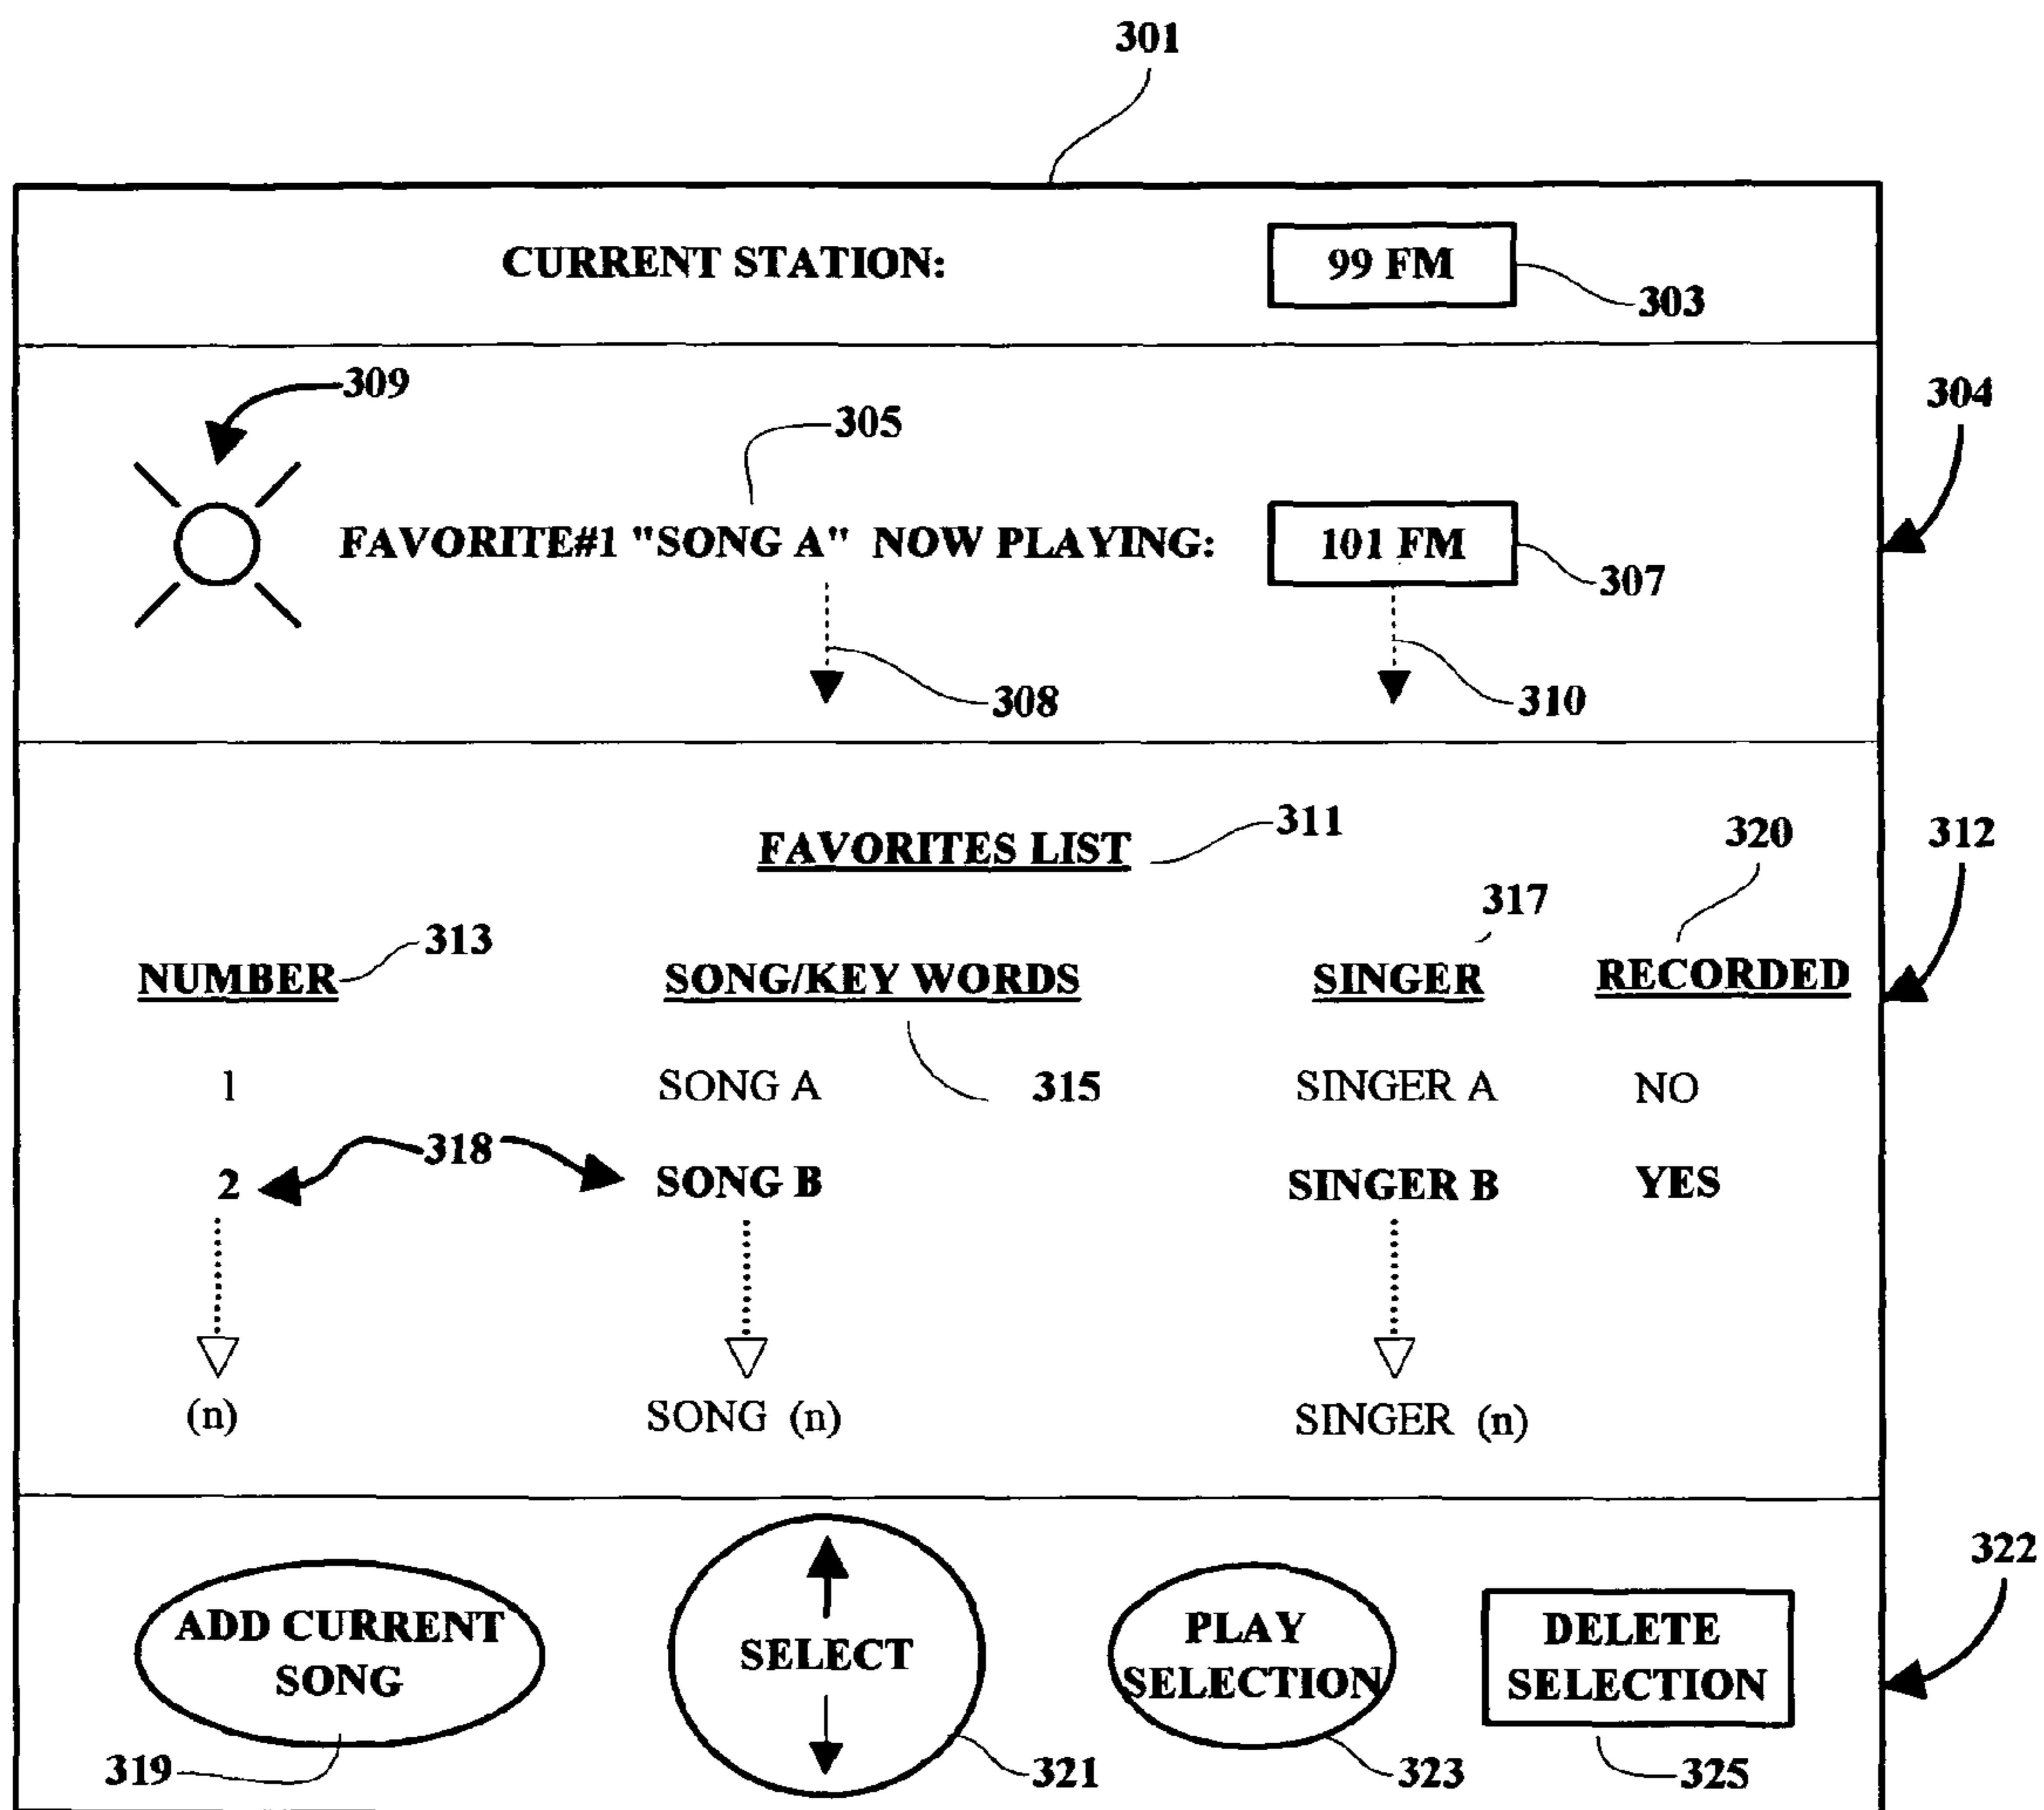 301
CURRENT STATION: 99 FM
303
309
304
305
FAVORITE#1 "SONG A" NOW PLAYING: 101 FM
307
308
310
311
320
312
FAVORITES LIST
317
313
NUMBER SONG/KEY WORDS SINGER RECORDED
1 SONG A 315 SINGER A NO
318
2 SONG B SINGER B YES
(n) SONG (n) SINGER (n)
322
ADD CURRENT
SONG
SELECT
PLAY
SELECTION
DELETE
SELECTION
319
321
323
325